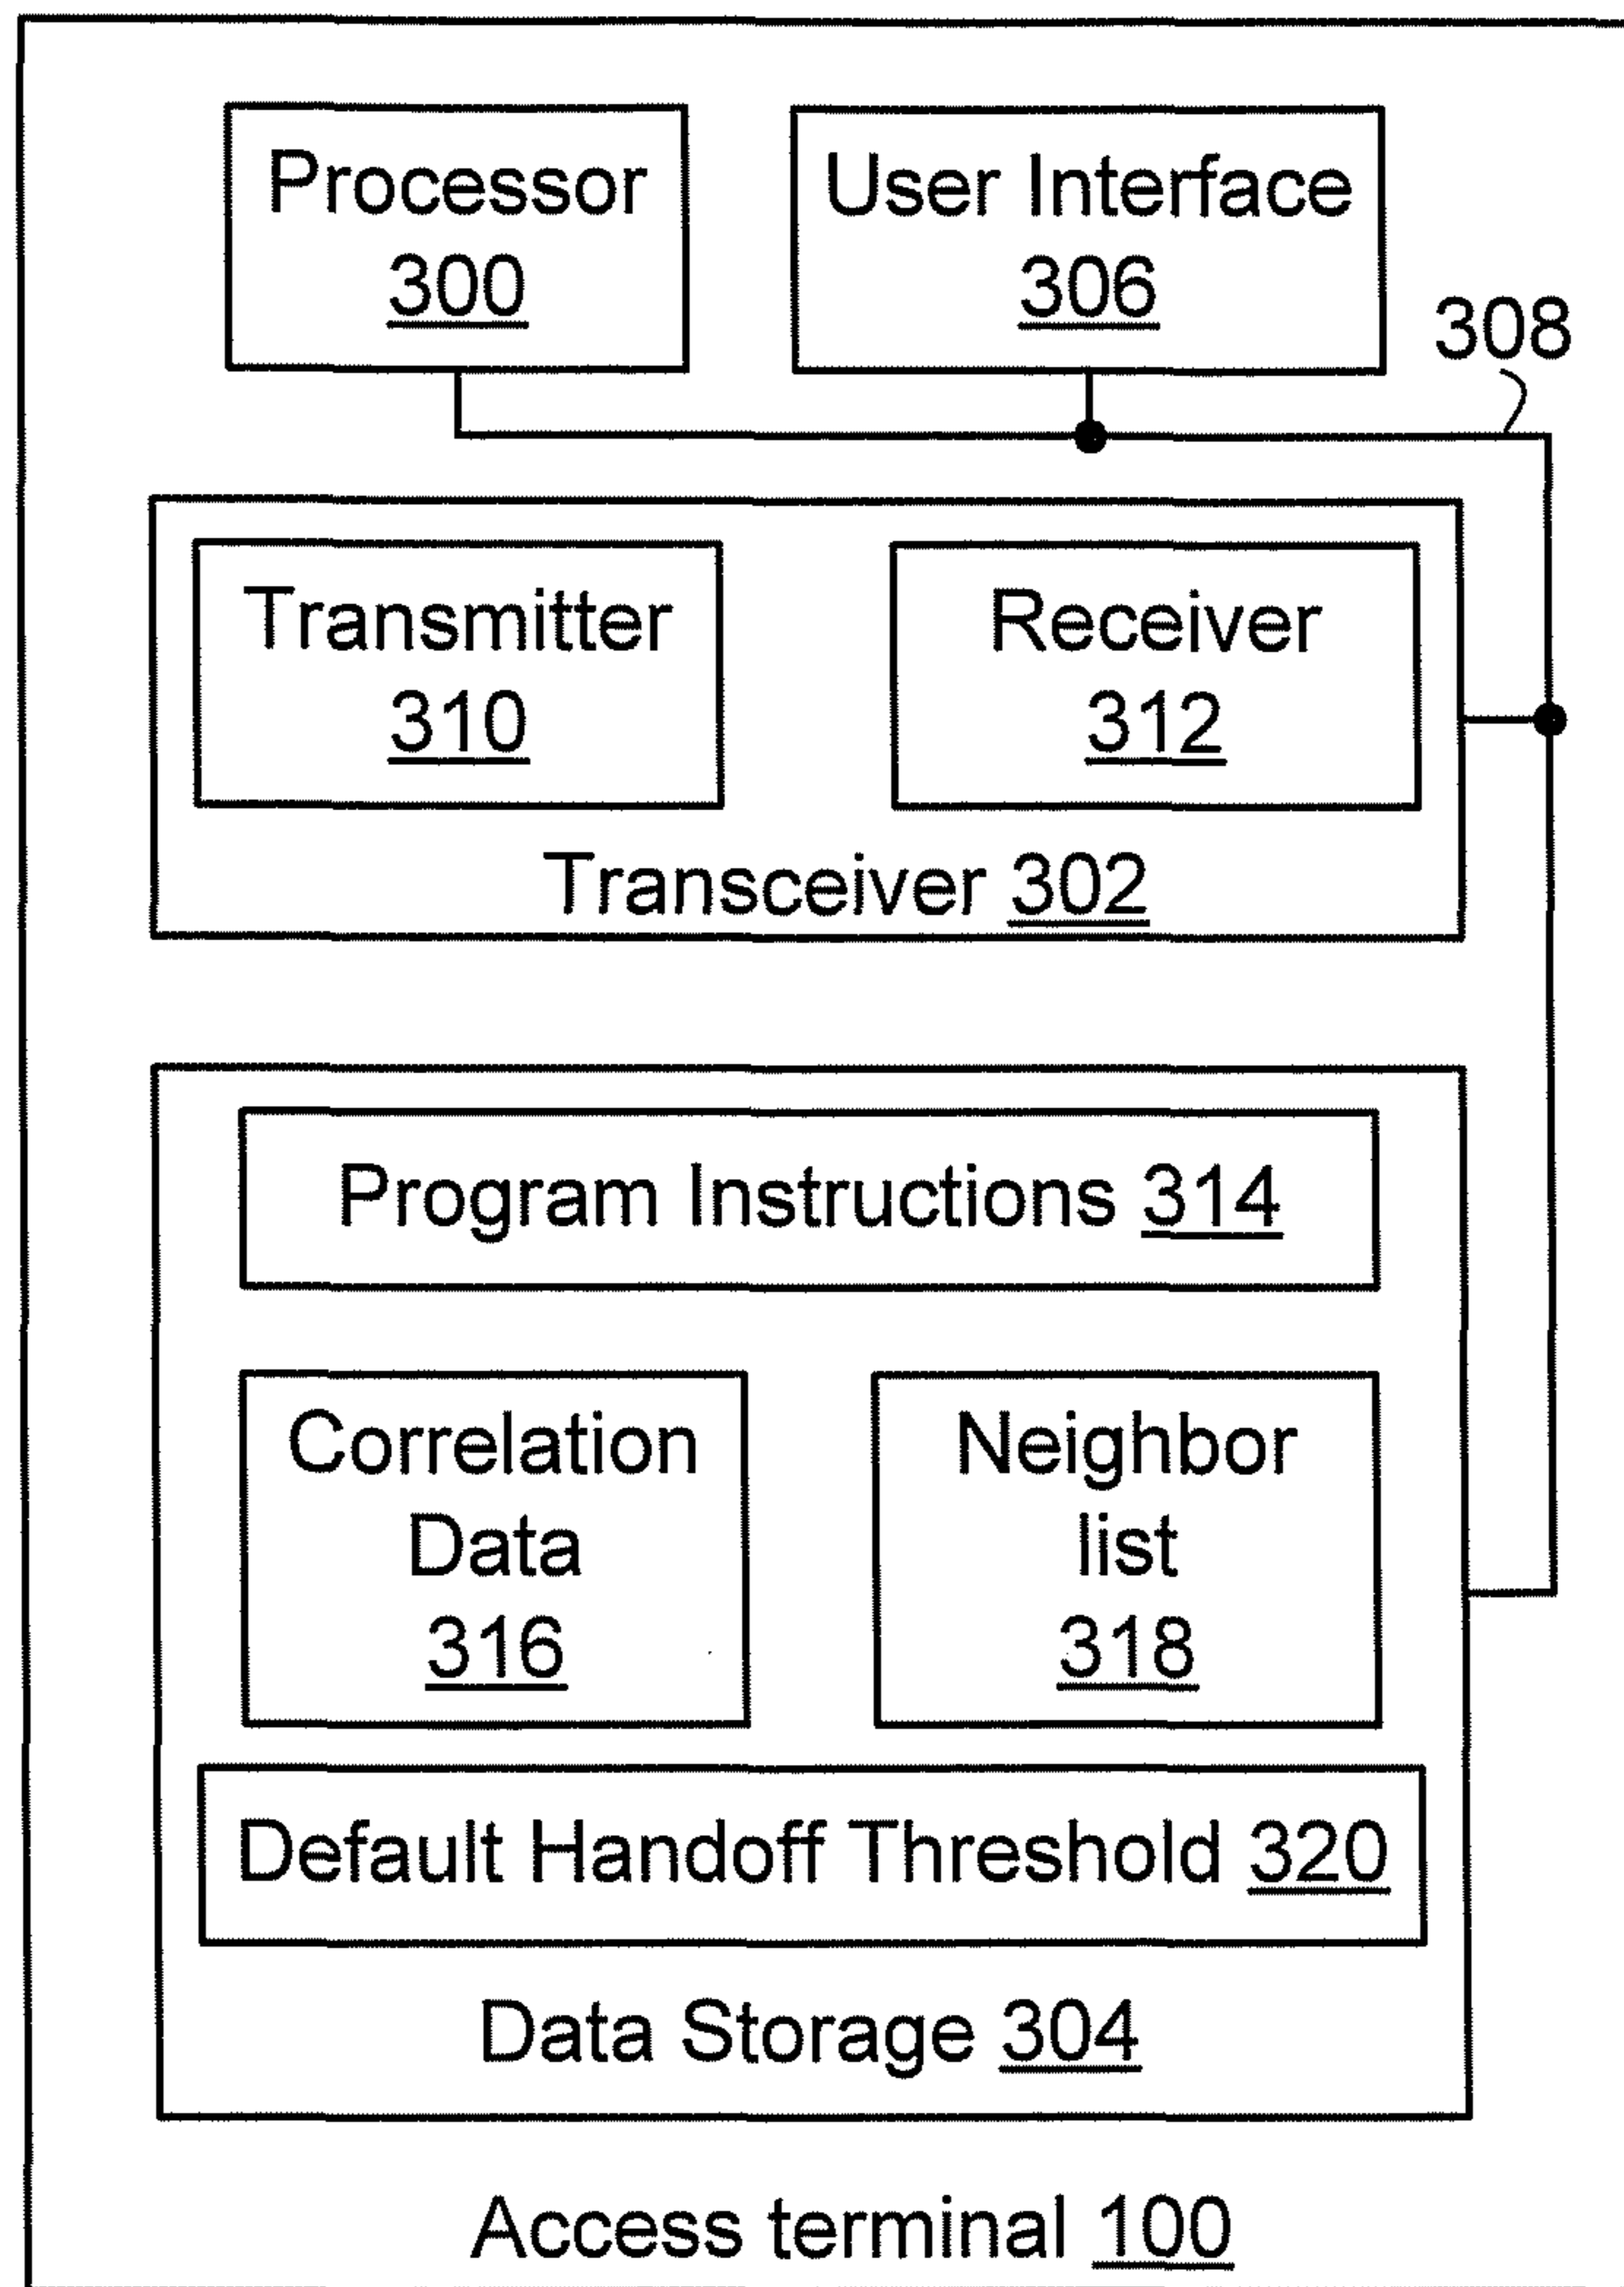 Processor
300
User Interface
306
308
Transmitter
310
Receiver
312
Transceiver 302
Program Instructions 314
Correlation
Data
316
Neighbor
list
318
Default Handoff Threshold 320
Data Storage 304
Access terminal 100